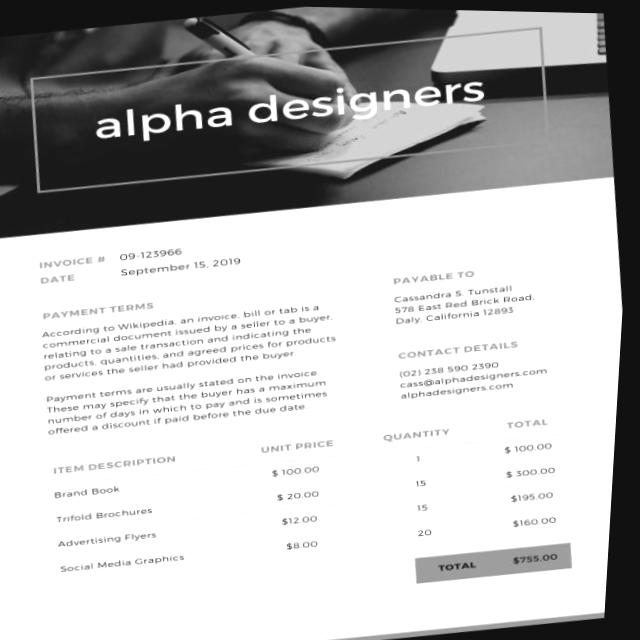 alpha designers
INVOICE # 09-123966
DATE September 15, 2019
PAYMENT TERMS
According to Wikipedia, an invoice, bill or tab is a
commercial document issued by a seller to a buyer,
relating to a sale transaction and indicating the
products, quantities, and agreed prices for products
or services the seller had provided the buyer
Payment terms are usually stated on the invoice.
These may specify that the buyer has a maximum
number of days in which to pay and is sometimes
offered a discount if paid before the due date.
PAYABLE TO
Cassandra S. Tunstall
578 East Red Brick Road,
Daly, California 12893
CONTACT DETAILS
(02) 238 590 2390
cass@alphadesigners.com
alphadesigners.com
ITEM DESCRIPTION UNIT PRICE QUANTITY TOTAL
Brand Book $ 100.00 1 $ 100.00
Trifold Brochures $ 20.00 15 $ 300.00
Advertising Flyers $12.00 15 $195.00
Social Media Graphics $8.00 20 $160.00
TOTAL $755.00